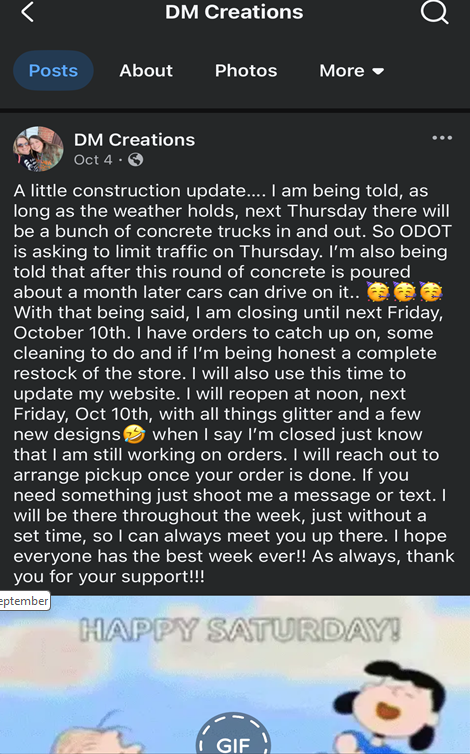 DM Creations
Posts About Photos More
DM Creations
Oct 4 ·
A little construction update.... I am being told, as
long as the weather holds, next Thursday there will
be a bunch of concrete trucks in and out. So ODOT
is asking to limit traffic on Thursday. I'm also being
told that after this round of concrete is poured
about a month later cars can drive on it.. 🥳🥳🥳
With that being said, I am closing until next Friday,
October 10th. I have orders to catch up on, some
cleaning to do and if I'm being honest a complete
restock of the store. I will also use this time to
update my website. I will reopen at noon, next
Friday, Oct 10th, with all things glitter and a few
new designs🤣 when I say I'm closed just know
that I am still working on orders. I will reach out to
arrange pickup once your order is done. If you
need something just shoot me a message or text. I
will be there throughout the week, just without a
set time, so I can always meet you up there. I hope
everyone has the best week ever!! As always, thank
you for your support!!!
eptember
HAPPY SATURDAY!
GIF